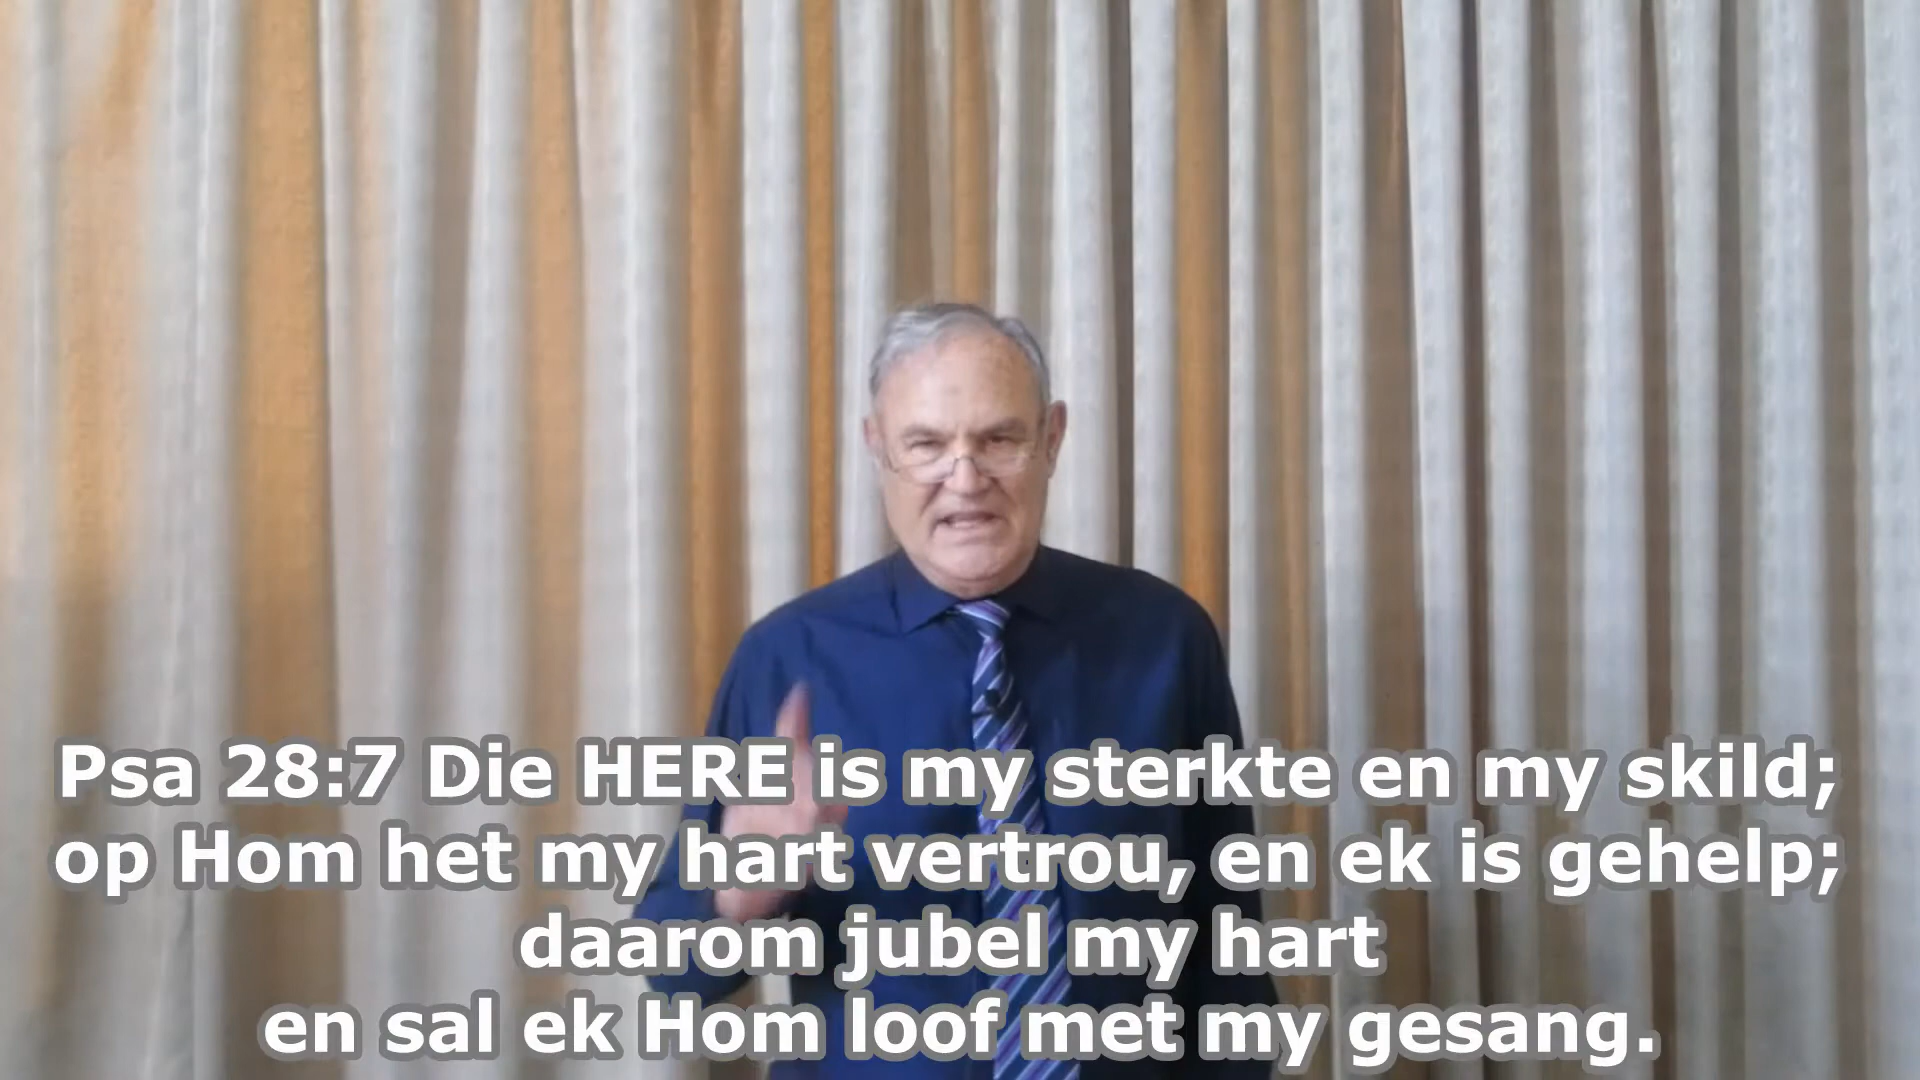 Psa 28:7 Die HERE is my sterkte en my skild;
op Hom het my hart vertrou, en ek is gehelp;
daarom jubel my hart
en sal ek Hom loof met my gesang.